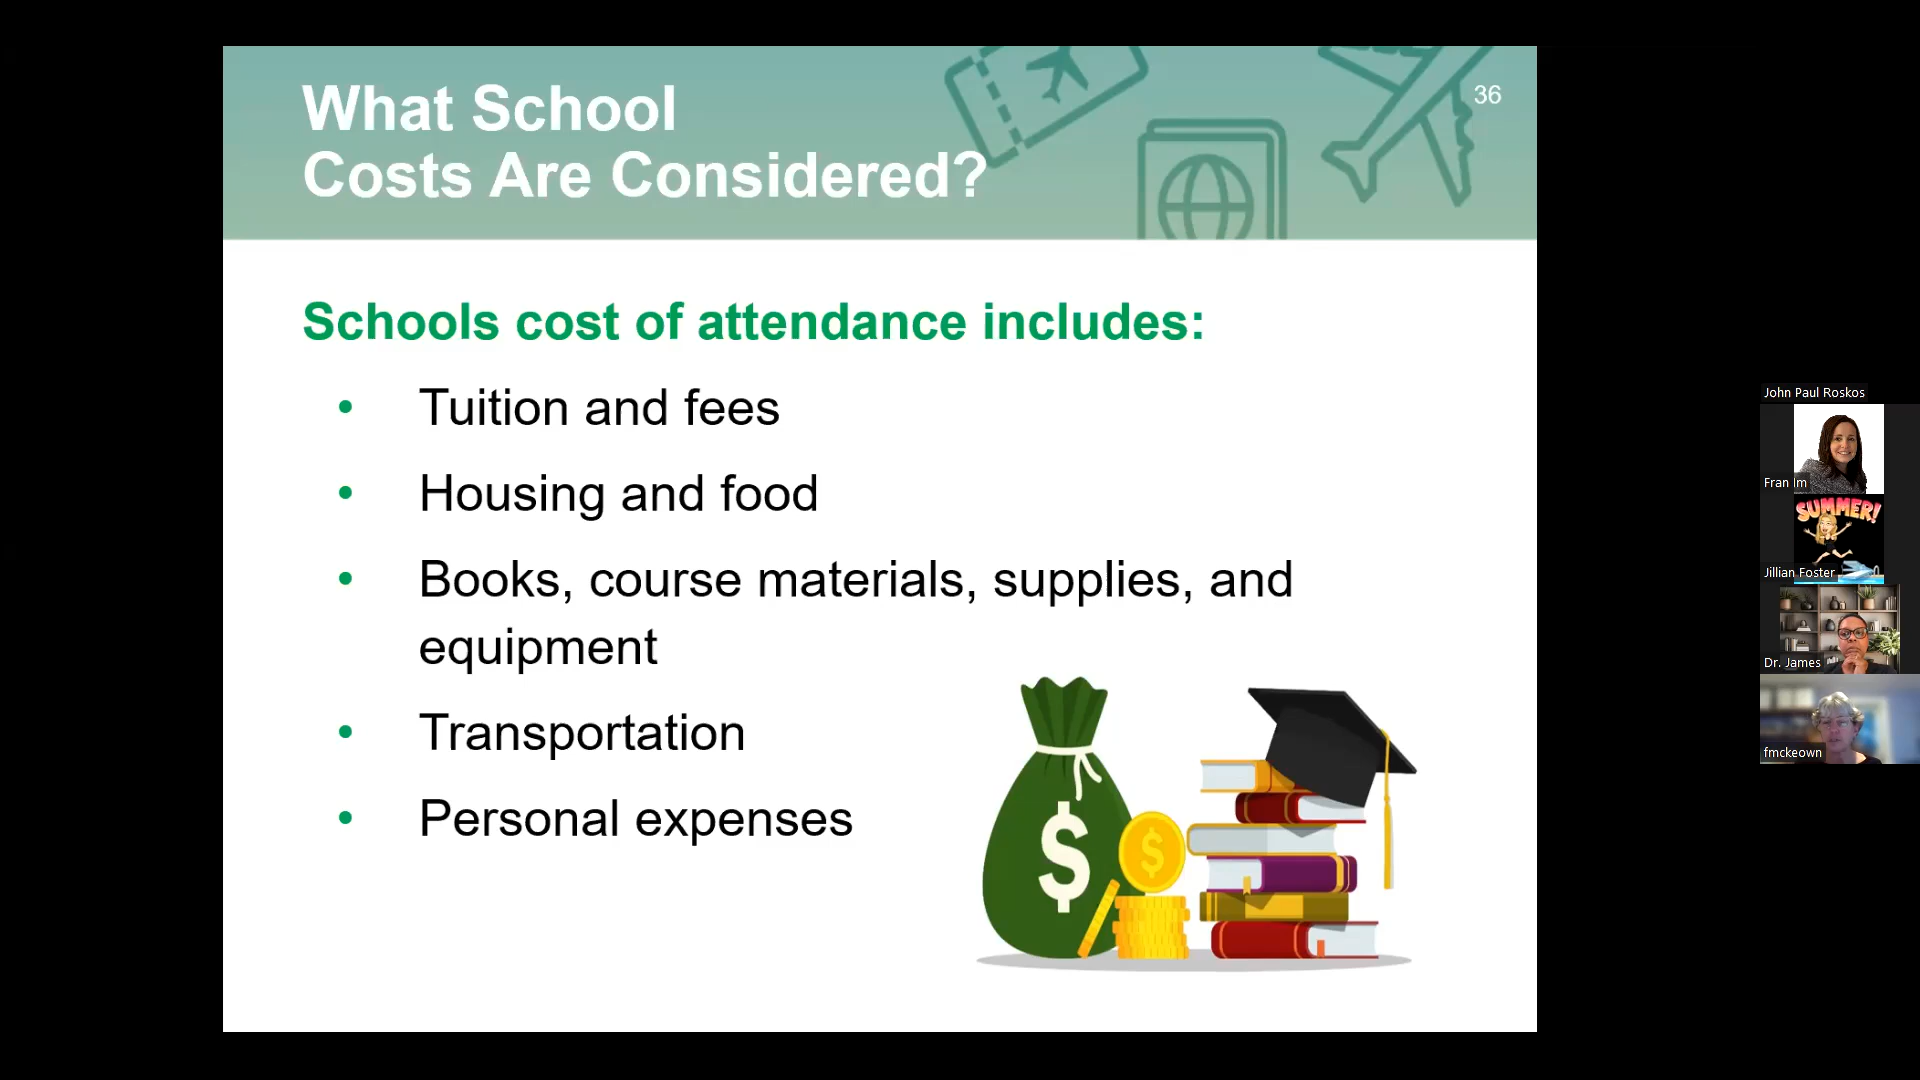 What School
Costs Are Considered?
36
Schools cost of attendance includes:
• Tuition and fees
• Housing and food
• Books, course materials, supplies, and
equipment
• Transportation
• Personal expenses
$
$
John Paul Roskos
Fran Im
SUMMER!
Jillian Foster
Dr. James
fmckeown